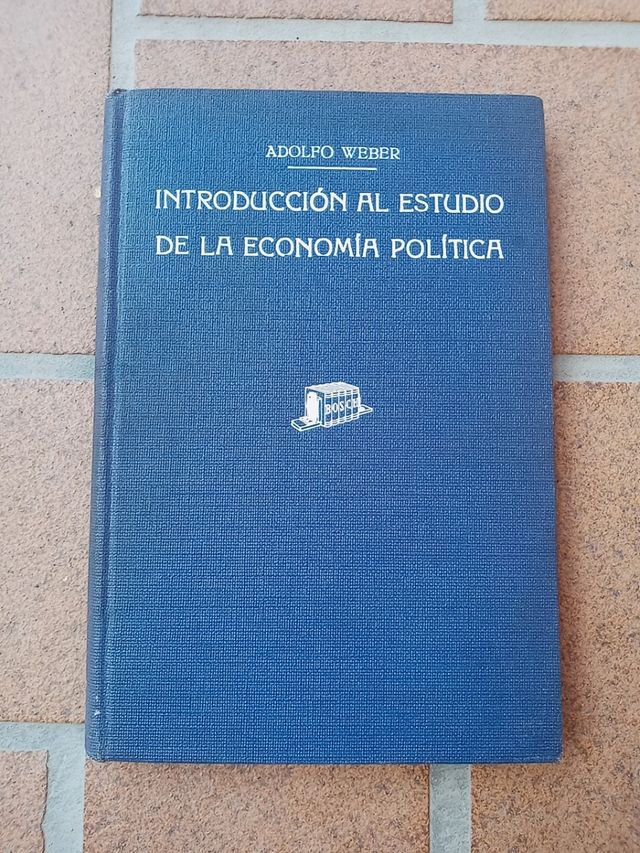 ADOLFO WEBER
INTRODUCCIÓN AL ESTUDIO
DE LA ECONOMÍA POLÍTICA
BOSCH